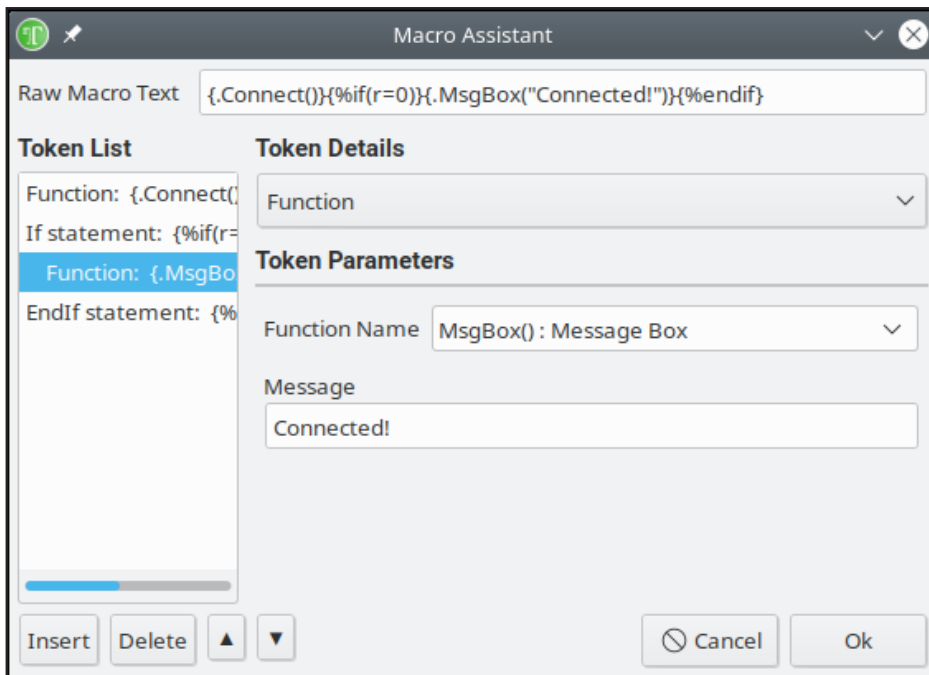 Macro Assistant
Raw Macro Text {.Connect()}{%if(r=0)}{.MsgBox("Connected!")}{%endif}
Token List
Token Details
Function: {.Connect()
If statement: {%if(r=
Function: {.MsgBo
EndIf statement: {%
Function
Token Parameters
Function Name MsgBox() : Message Box
Message
Connected!
Insert Delete ▲ ▼ Cancel Ok